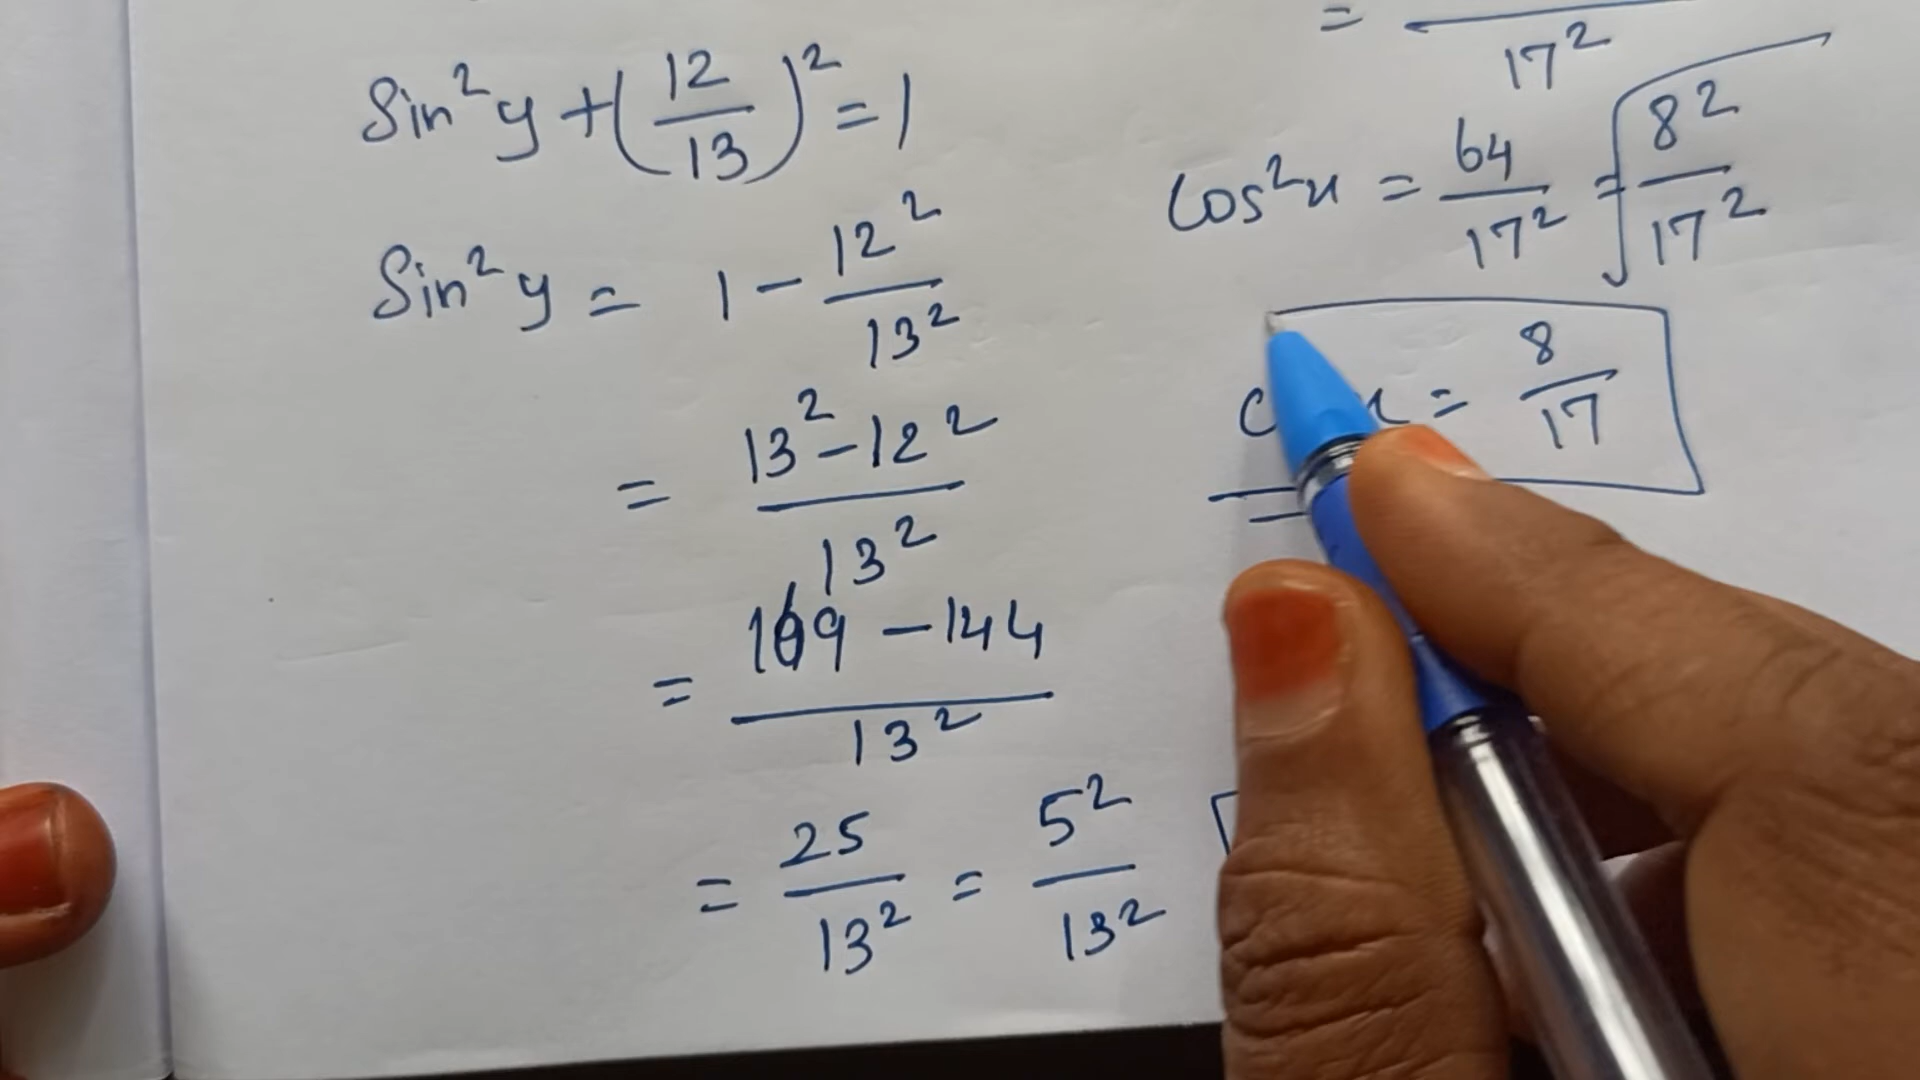 Sin²y + (12/13)² = 1
Sin²y = 1 - 12²/13²
= 13² - 12²/13²
= 169 - 144/13²
= 25/13² = 5²/13²
= /17²
Cos²x = 64/17² = √8²/17²
x = 8/17